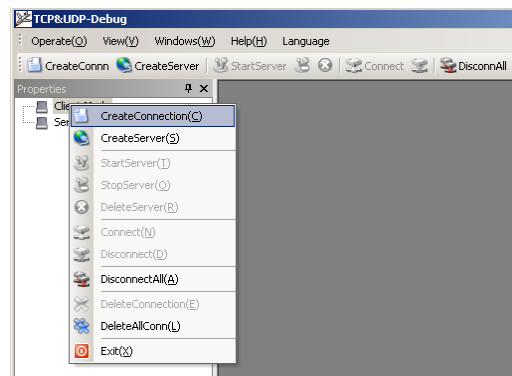 TCP&UDP-Debug
Operate(O) View(V) Windows(W) Help(H) Language
CreateConnn CreateServer StartServer Connect DisconnAll
Properties
CreateConnection(C)
CreateServer(S)
StartServer(T)
StopServer(O)
DeleteServer(R)
Connect(N)
Disconnect(D)
DisconnectAll(A)
DeleteConnection(E)
DeleteAllConn(L)
Exit(X)